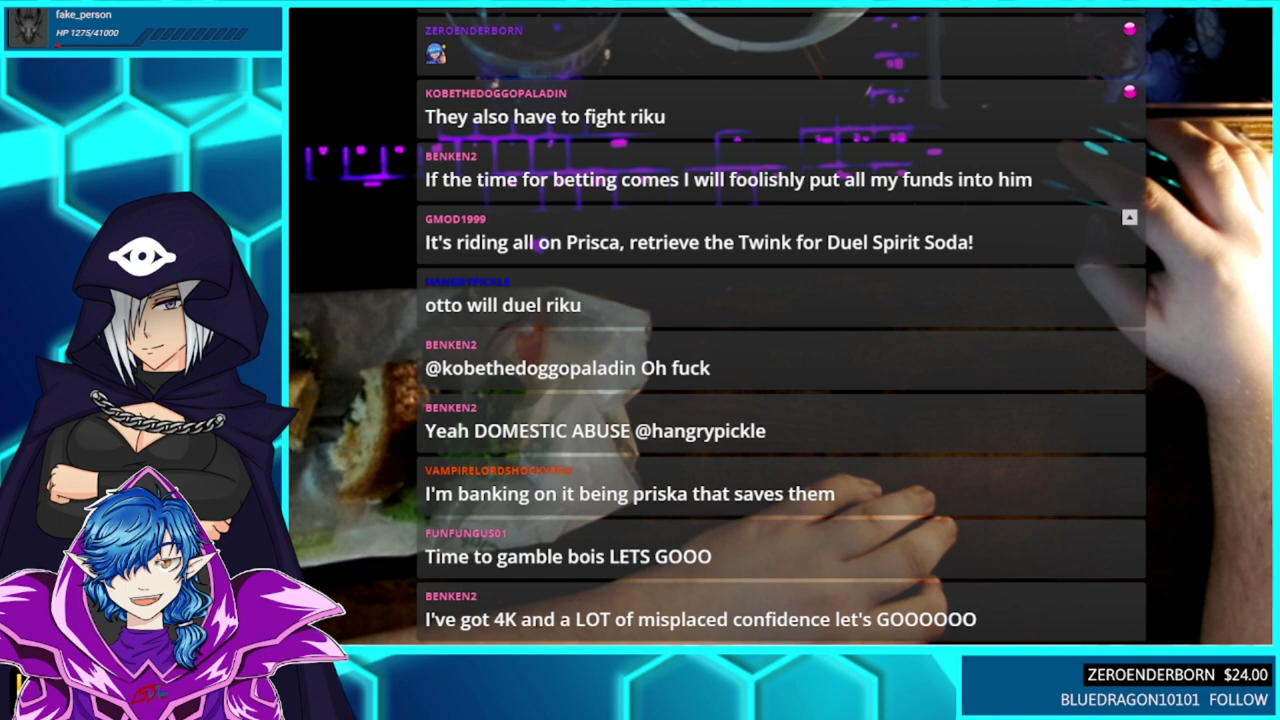 fake_person
HP 1275/41000
ZEROENDERBORN
KOBETHEDOGGOPALADIN
They also have to fight riku
BENKEN2
If the time for betting comes I will foolishly put all my funds into him
GMOD1999
It's riding all on Prisca, retrieve the Twink for Duel Spirit Soda!
HANGRYPICKLE
otto will duel riku
BENKEN2
@kobethedoggopaladin Oh fuck
BENKEN2
Yeah DOMESTIC ABUSE @hangrypickle
I'm banking on it being priska that saves them
FUNFUNGUS01
Time to gamble bois LETS GOOO
BENKEN2
I've got 4K and a LOT of misplaced confidence let's GOOOOOO
ZEROENDERBORN $24.00
BLUEDRAGON10101 FOLLOW